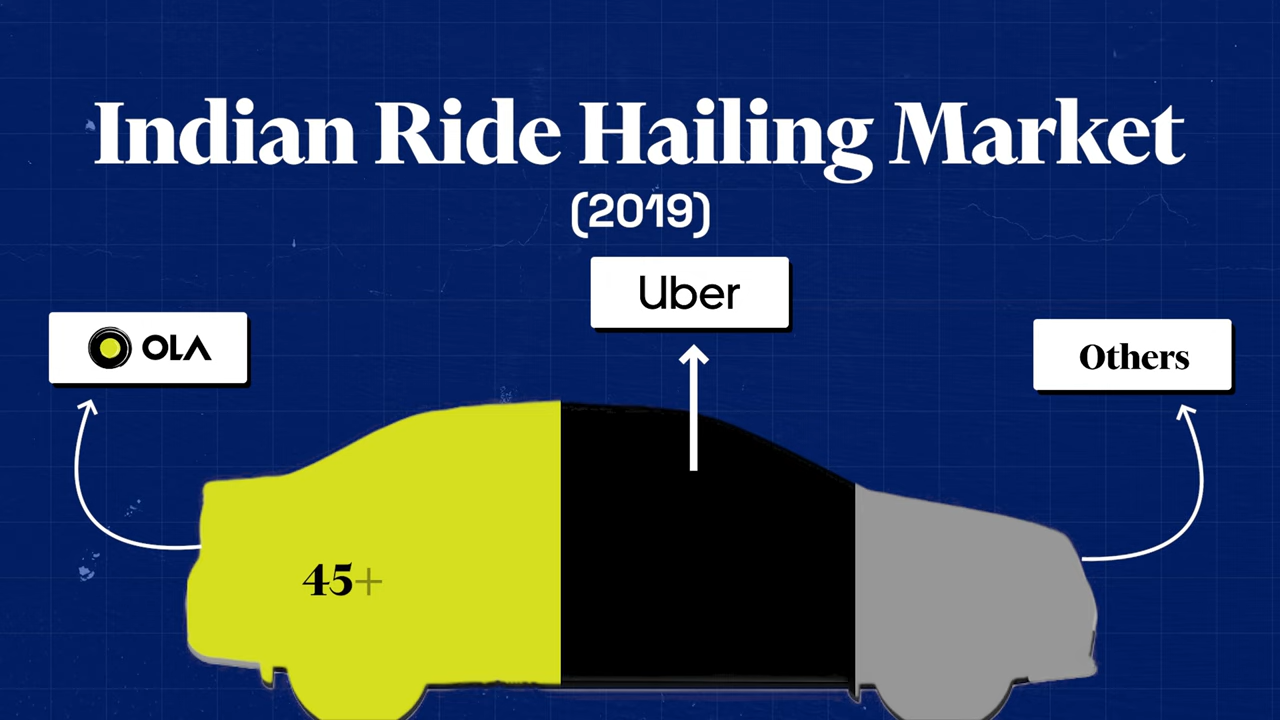 Indian Ride Hailing Market
(2019)
Uber
OLA
Others
45+